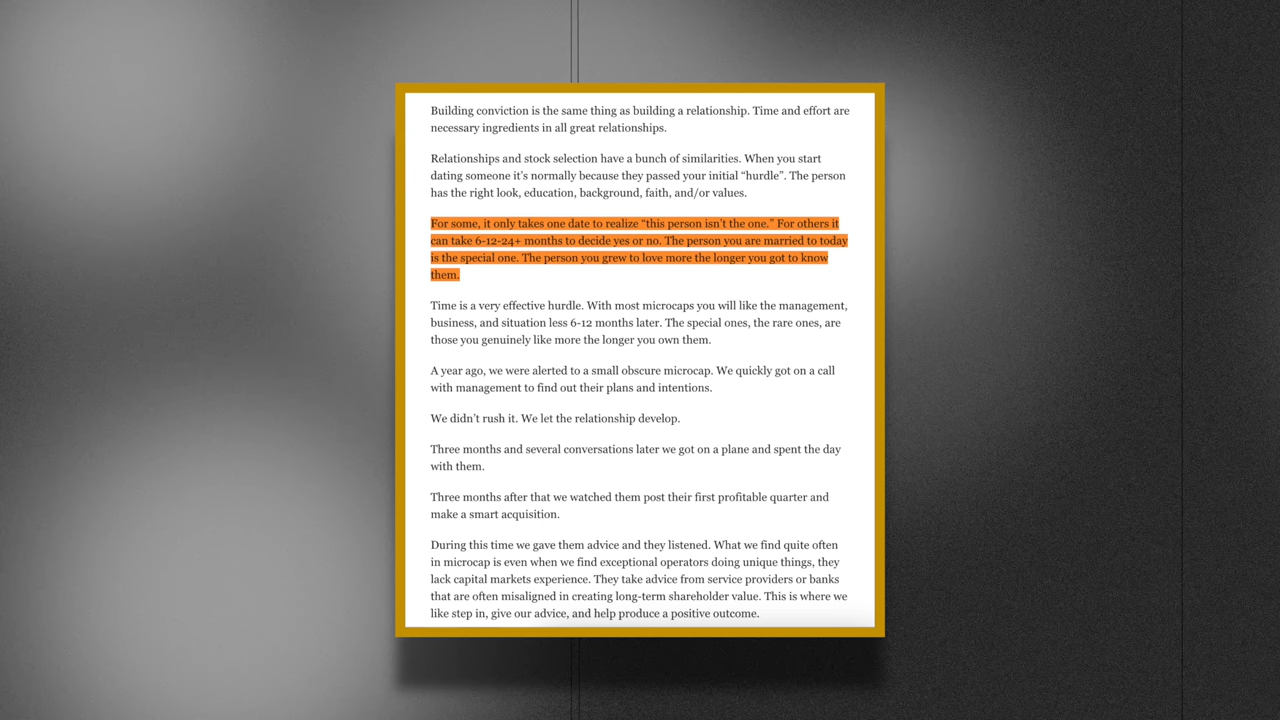 Building conviction is the same thing as building a relationship. Time and effort are
necessary ingredients in all great relationships.
Relationships and stock selection have a bunch of similarities. When you start
dating someone it’s normally because they passed your initial “hurdle”. The person
has the right look, education, background, faith, and/or values.
For some, it only takes one date to realize “this person isn’t the one.” For others it
can take 6-12-24+ months to decide yes or no. The person you are married to today
is the special one. The person you grew to love more the longer you got to know
them.
Time is a very effective hurdle. With most microcaps you will like the management,
business, and situation less 6-12 months later. The special ones, the rare ones, are
those you genuinely like more the longer you own them.
A year ago, we were alerted to a small obscure microcap. We quickly got on a call
with management to find out their plans and intentions.
We didn’t rush it. We let the relationship develop.
Three months and several conversations later we got on a plane and spent the day
with them.
Three months after that we watched them post their first profitable quarter and
make a smart acquisition.
During this time we gave them advice and they listened. What we find quite often
in microcap is even when we find exceptional operators doing unique things, they
lack capital markets experience. They take advice from service providers or banks
that are often misaligned in creating long-term shareholder value. This is where we
like step in, give our advice, and help produce a positive outcome.